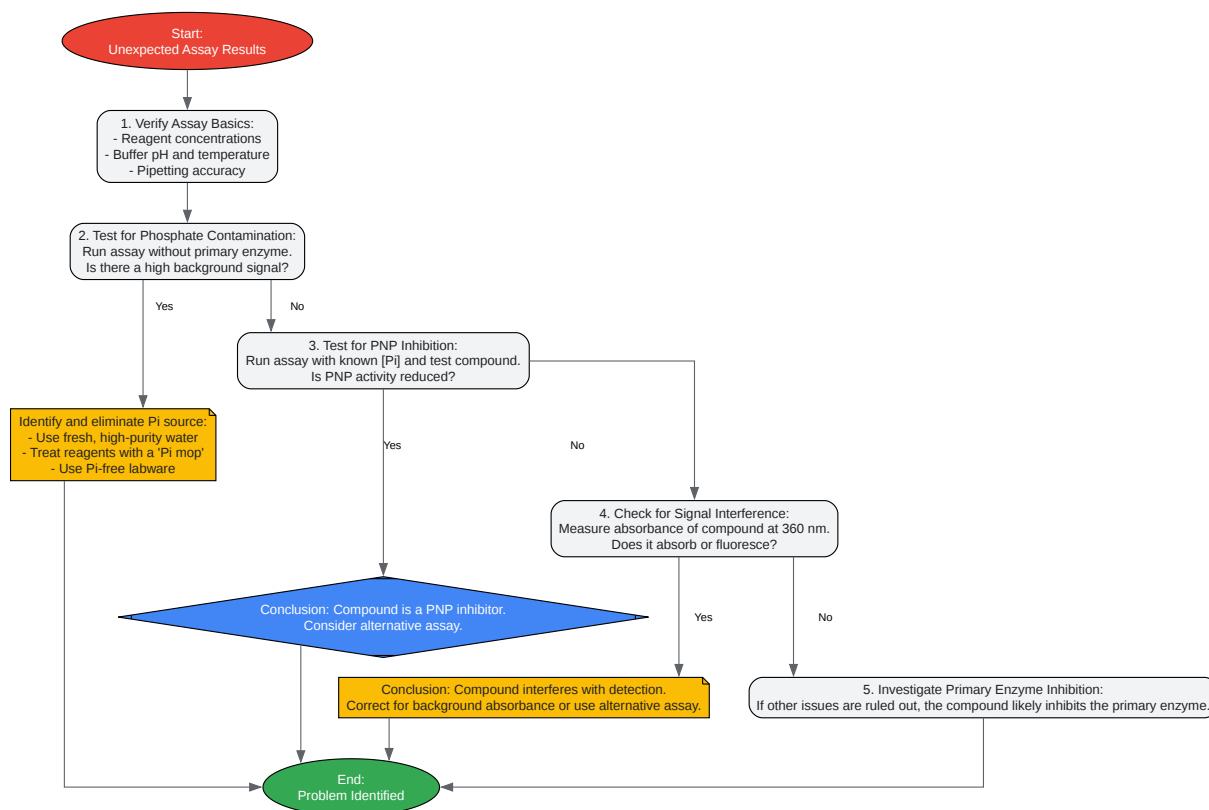 Start:
Unexpected Assay Results
1. Verify Assay Basics:
- Reagent concentrations
- Buffer pH and temperature
- Pipetting accuracy
2. Test for Phosphate Contamination:
Run assay without primary enzyme.
Is there a high background signal?
Yes
No
3. Test for PNP Inhibition:
Run assay with known [Pi] and test compound.
Is PNP activity reduced?
Identify and eliminate Pi source:
- Use fresh, high-purity water
- Treat reagents with a 'Pi mop'
- Use Pi-free labware
Yes
No
4. Check for Signal Interference:
Measure absorbance of compound at 360 nm.
Does it absorb or fluoresce?
Conclusion: Compound is a PNP inhibitor.
Consider alternative assay.
Yes
No
Conclusion: Compound interferes with detection.
Correct for background absorbance or use alternative assay.
5. Investigate Primary Enzyme Inhibition:
If other issues are ruled out, the compound likely inhibits the primary enzyme.
End:
Problem Identified